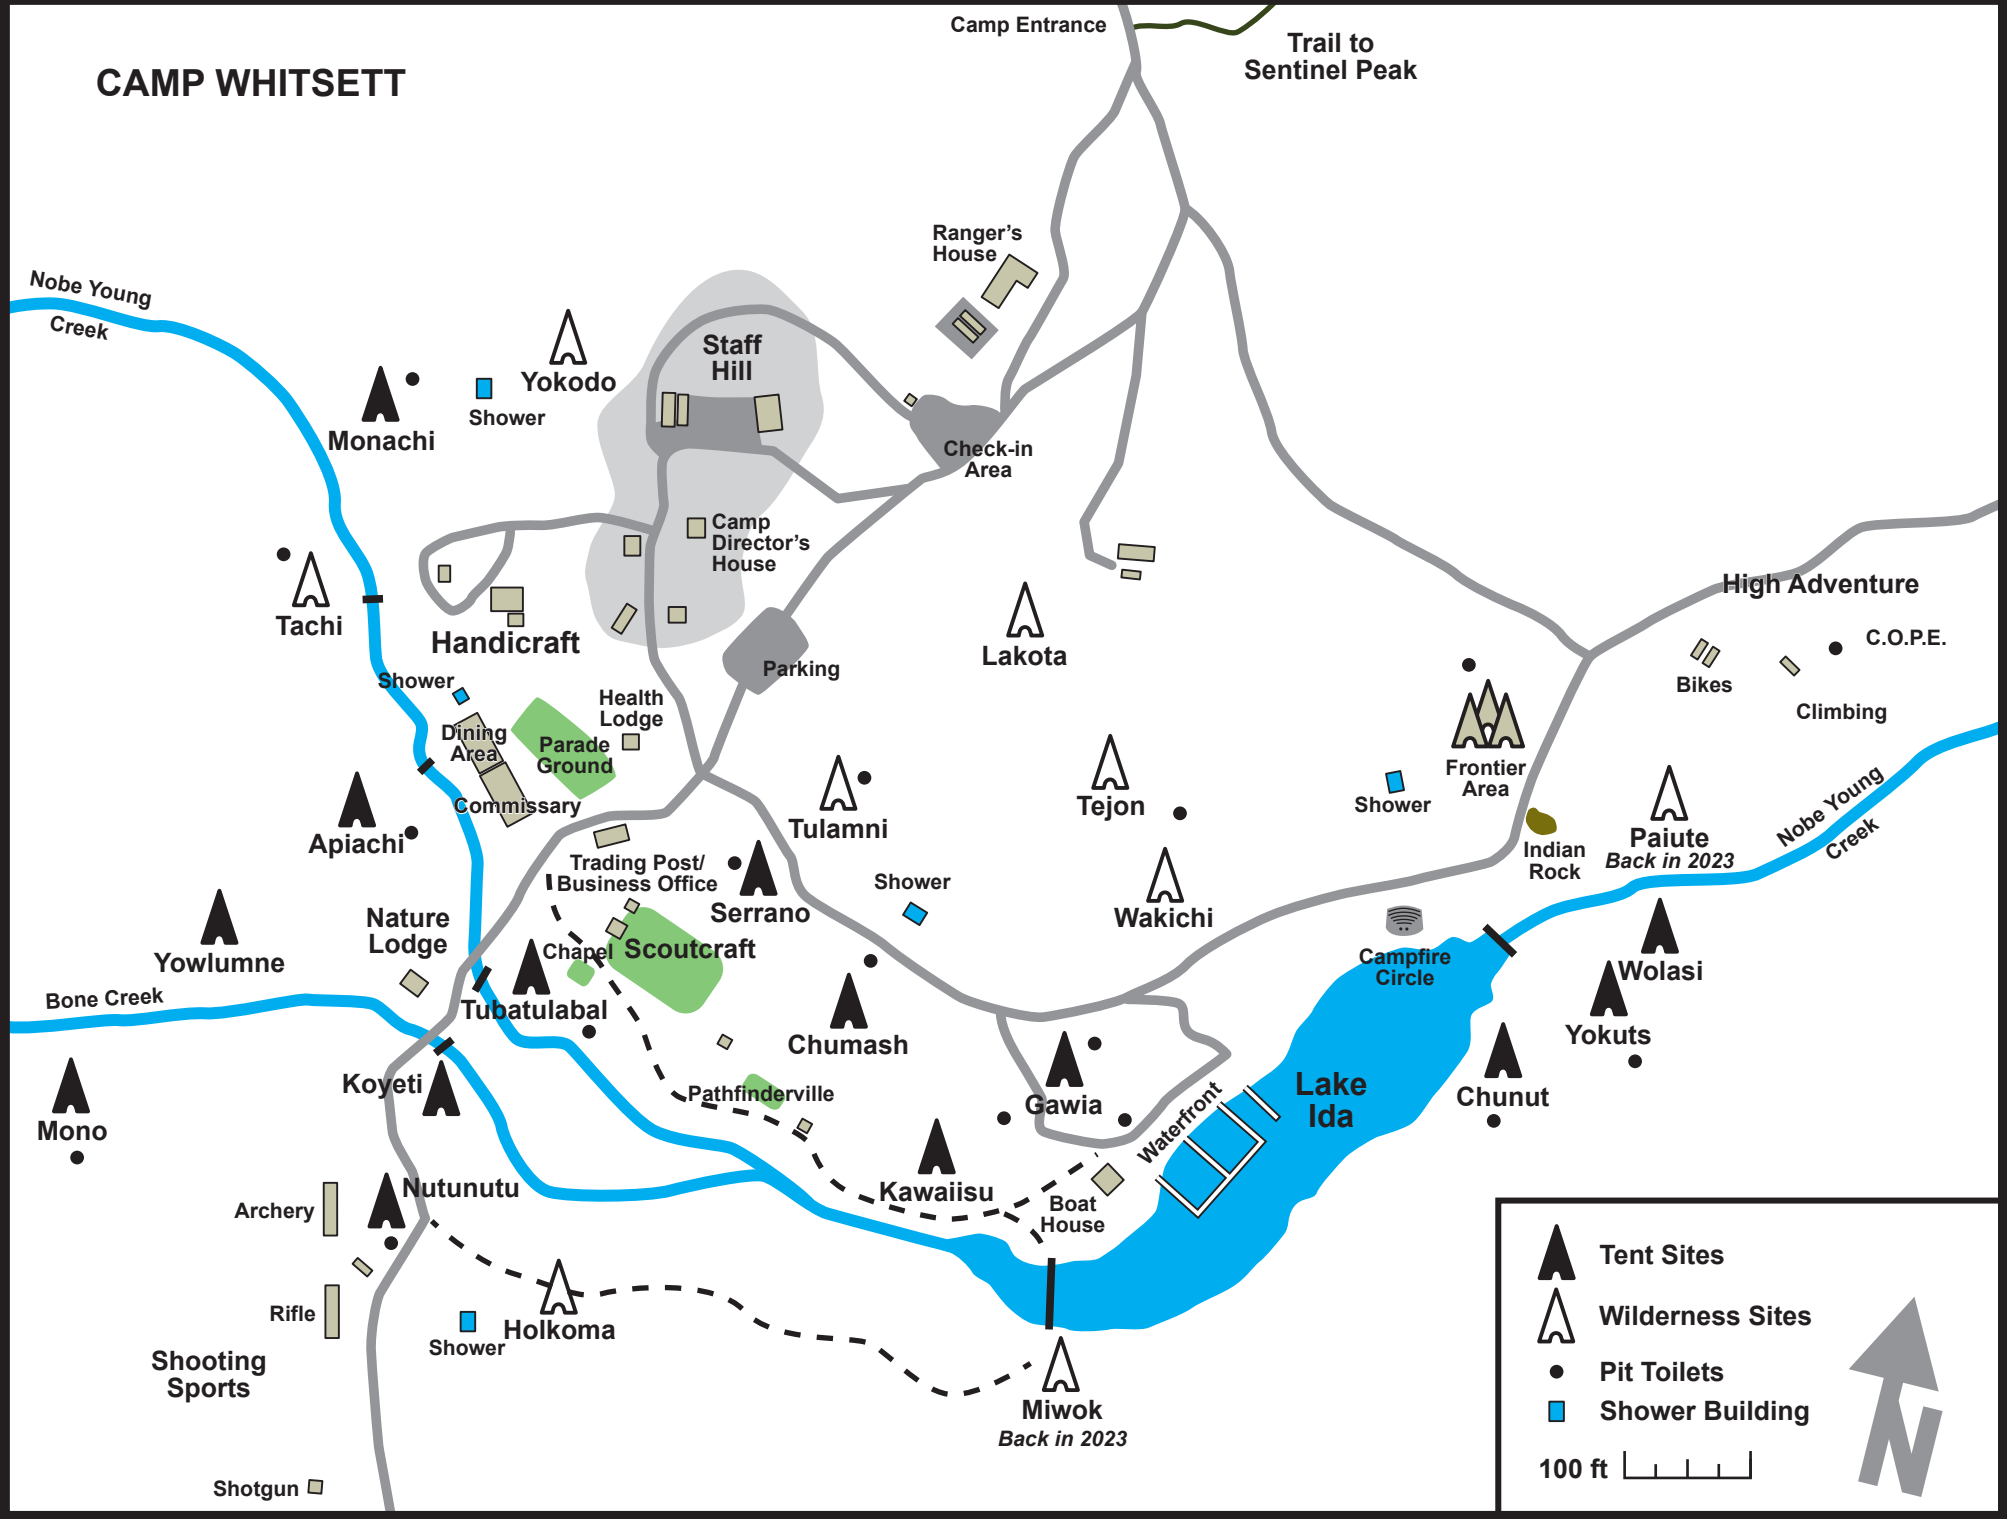 Camp Entrance
Trail to
Sentinel Peak
CAMP WHITSETT
Ranger's
House
Nobe Young
Creek
Staff
Hill
Yokodo
Shower
Monachi
Check-in
Area
Camp
Director's
House
Tachi
Handicraft
Lakota
Parking
High Adventure
C.O.P.E.
Bikes
Climbing
Shower
Health
Lodge
Dining
Area
Parade
Ground
Commissary
Frontier
Area
Shower
Tejon
Tulamni
Apiachi
Indian
Rock
Paiute
Back in 2023
Nobe Young
Creek
Trading Post/
Business Office
Serrano
Shower
Wakichi
Nature
Lodge
Yowlumne
Chapel
Scoutcraft
Campfire
Circle
Wolasi
Bone Creek
Tubatulabal
Chumash
Yokuts
Koyeti
Pathfinderville
Gawia
Waterfront
Lake
Ida
Chunut
Mono
Nutunutu
Kawaiisu
Archery
Boat
House
Rifle
Shower
Holkoma
Shooting
Sports
Miwok
Back in 2023
Shotgun
Tent Sites
Wilderness Sites
Pit Toilets
Shower Building
100 ft
N